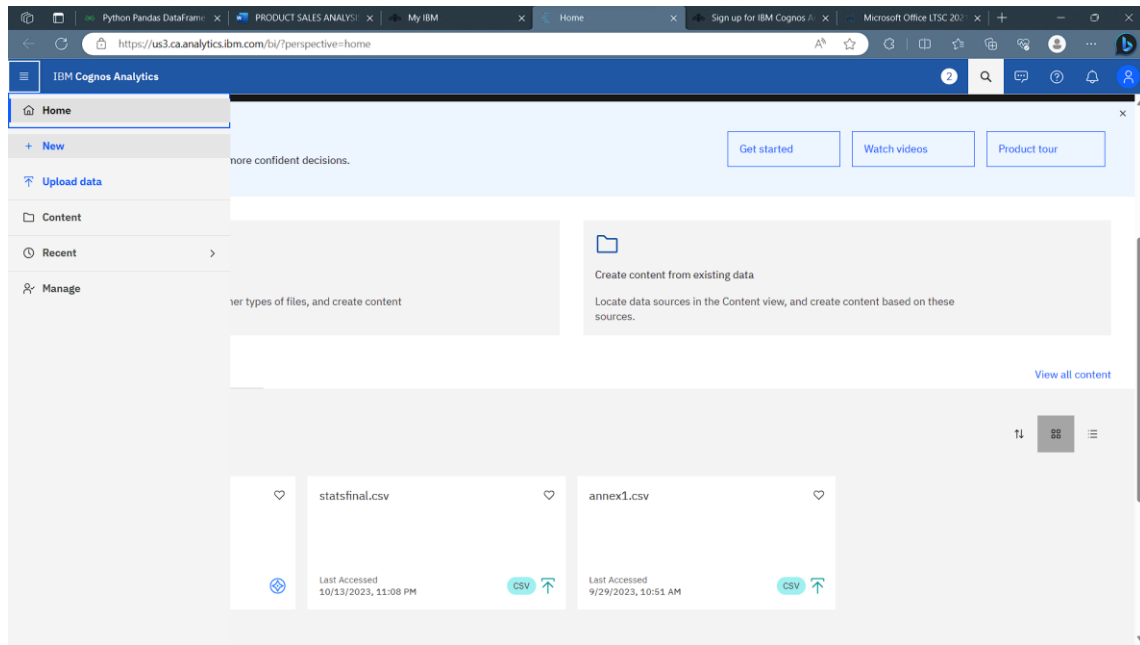 Python Pandas DataFrame
PRODUCT SALES ANALYSI
My IBM
Home
Sign up for IBM Cognos A
Microsoft Office LTSC 202
https://us3.ca.analytics.ibm.com/bi/?perspective=home
IBM Cognos Analytics
2
Home
New
Upload data
Content
Recent
Manage
more confident decisions.
Get started
Watch videos
Product tour
her types of files, and create content
Create content from existing data
Locate data sources in the Content view, and create content based on these
sources.
View all content
statsfinal.csv
Last Accessed
10/13/2023, 11:08 PM
CSV
annex1.csv
Last Accessed
9/29/2023, 10:51 AM
CSV